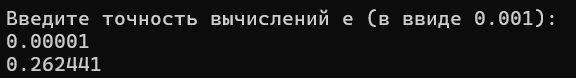 Введите точность вычислений e (в ввиде 0.001):
0.00001
0.262441